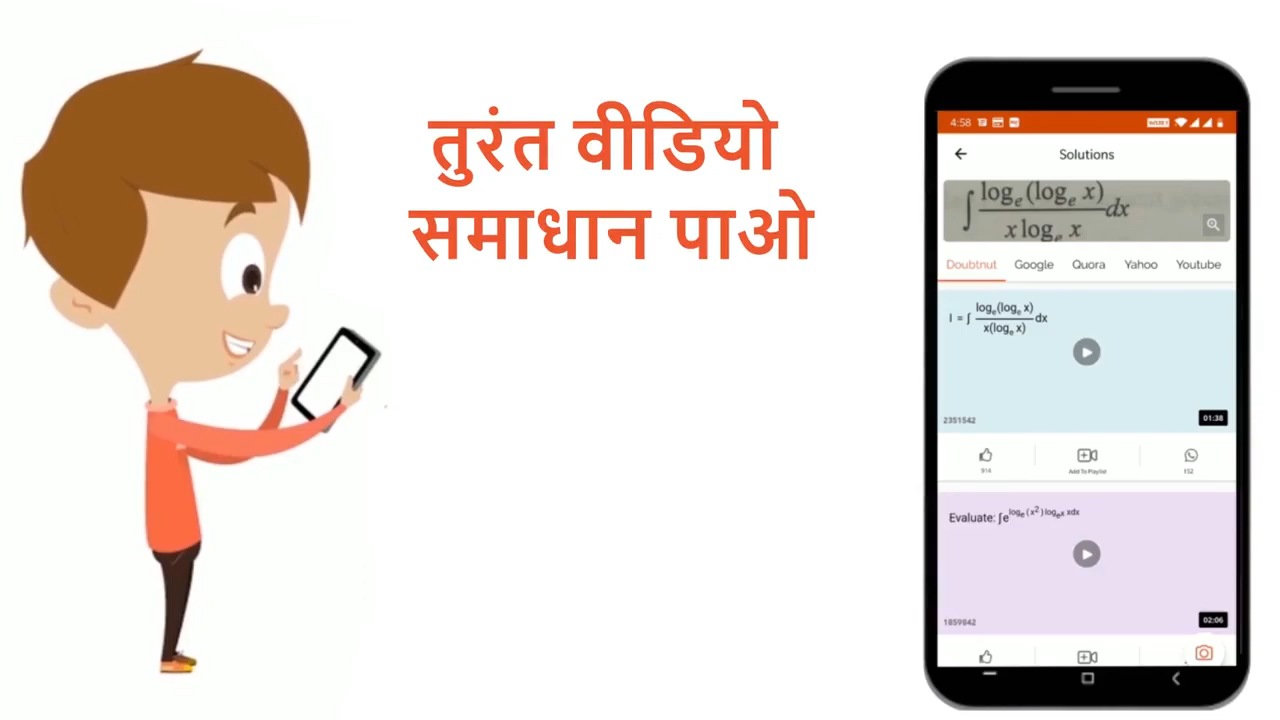 तुरंत वीडियो
समाधान पाओ
4:58
Solutions
∫ logₑ(logₑ x) / x logₑ x dx
Doubtnut Google Quora Yahoo Youtube
I = ∫ logₑ(logₑ x) / x(logₑ x) dx
2351542
01:38
914
Add To Playlist
152
Evaluate: ∫e^logₑ(x²) logₑx xdx
1859842
02:06